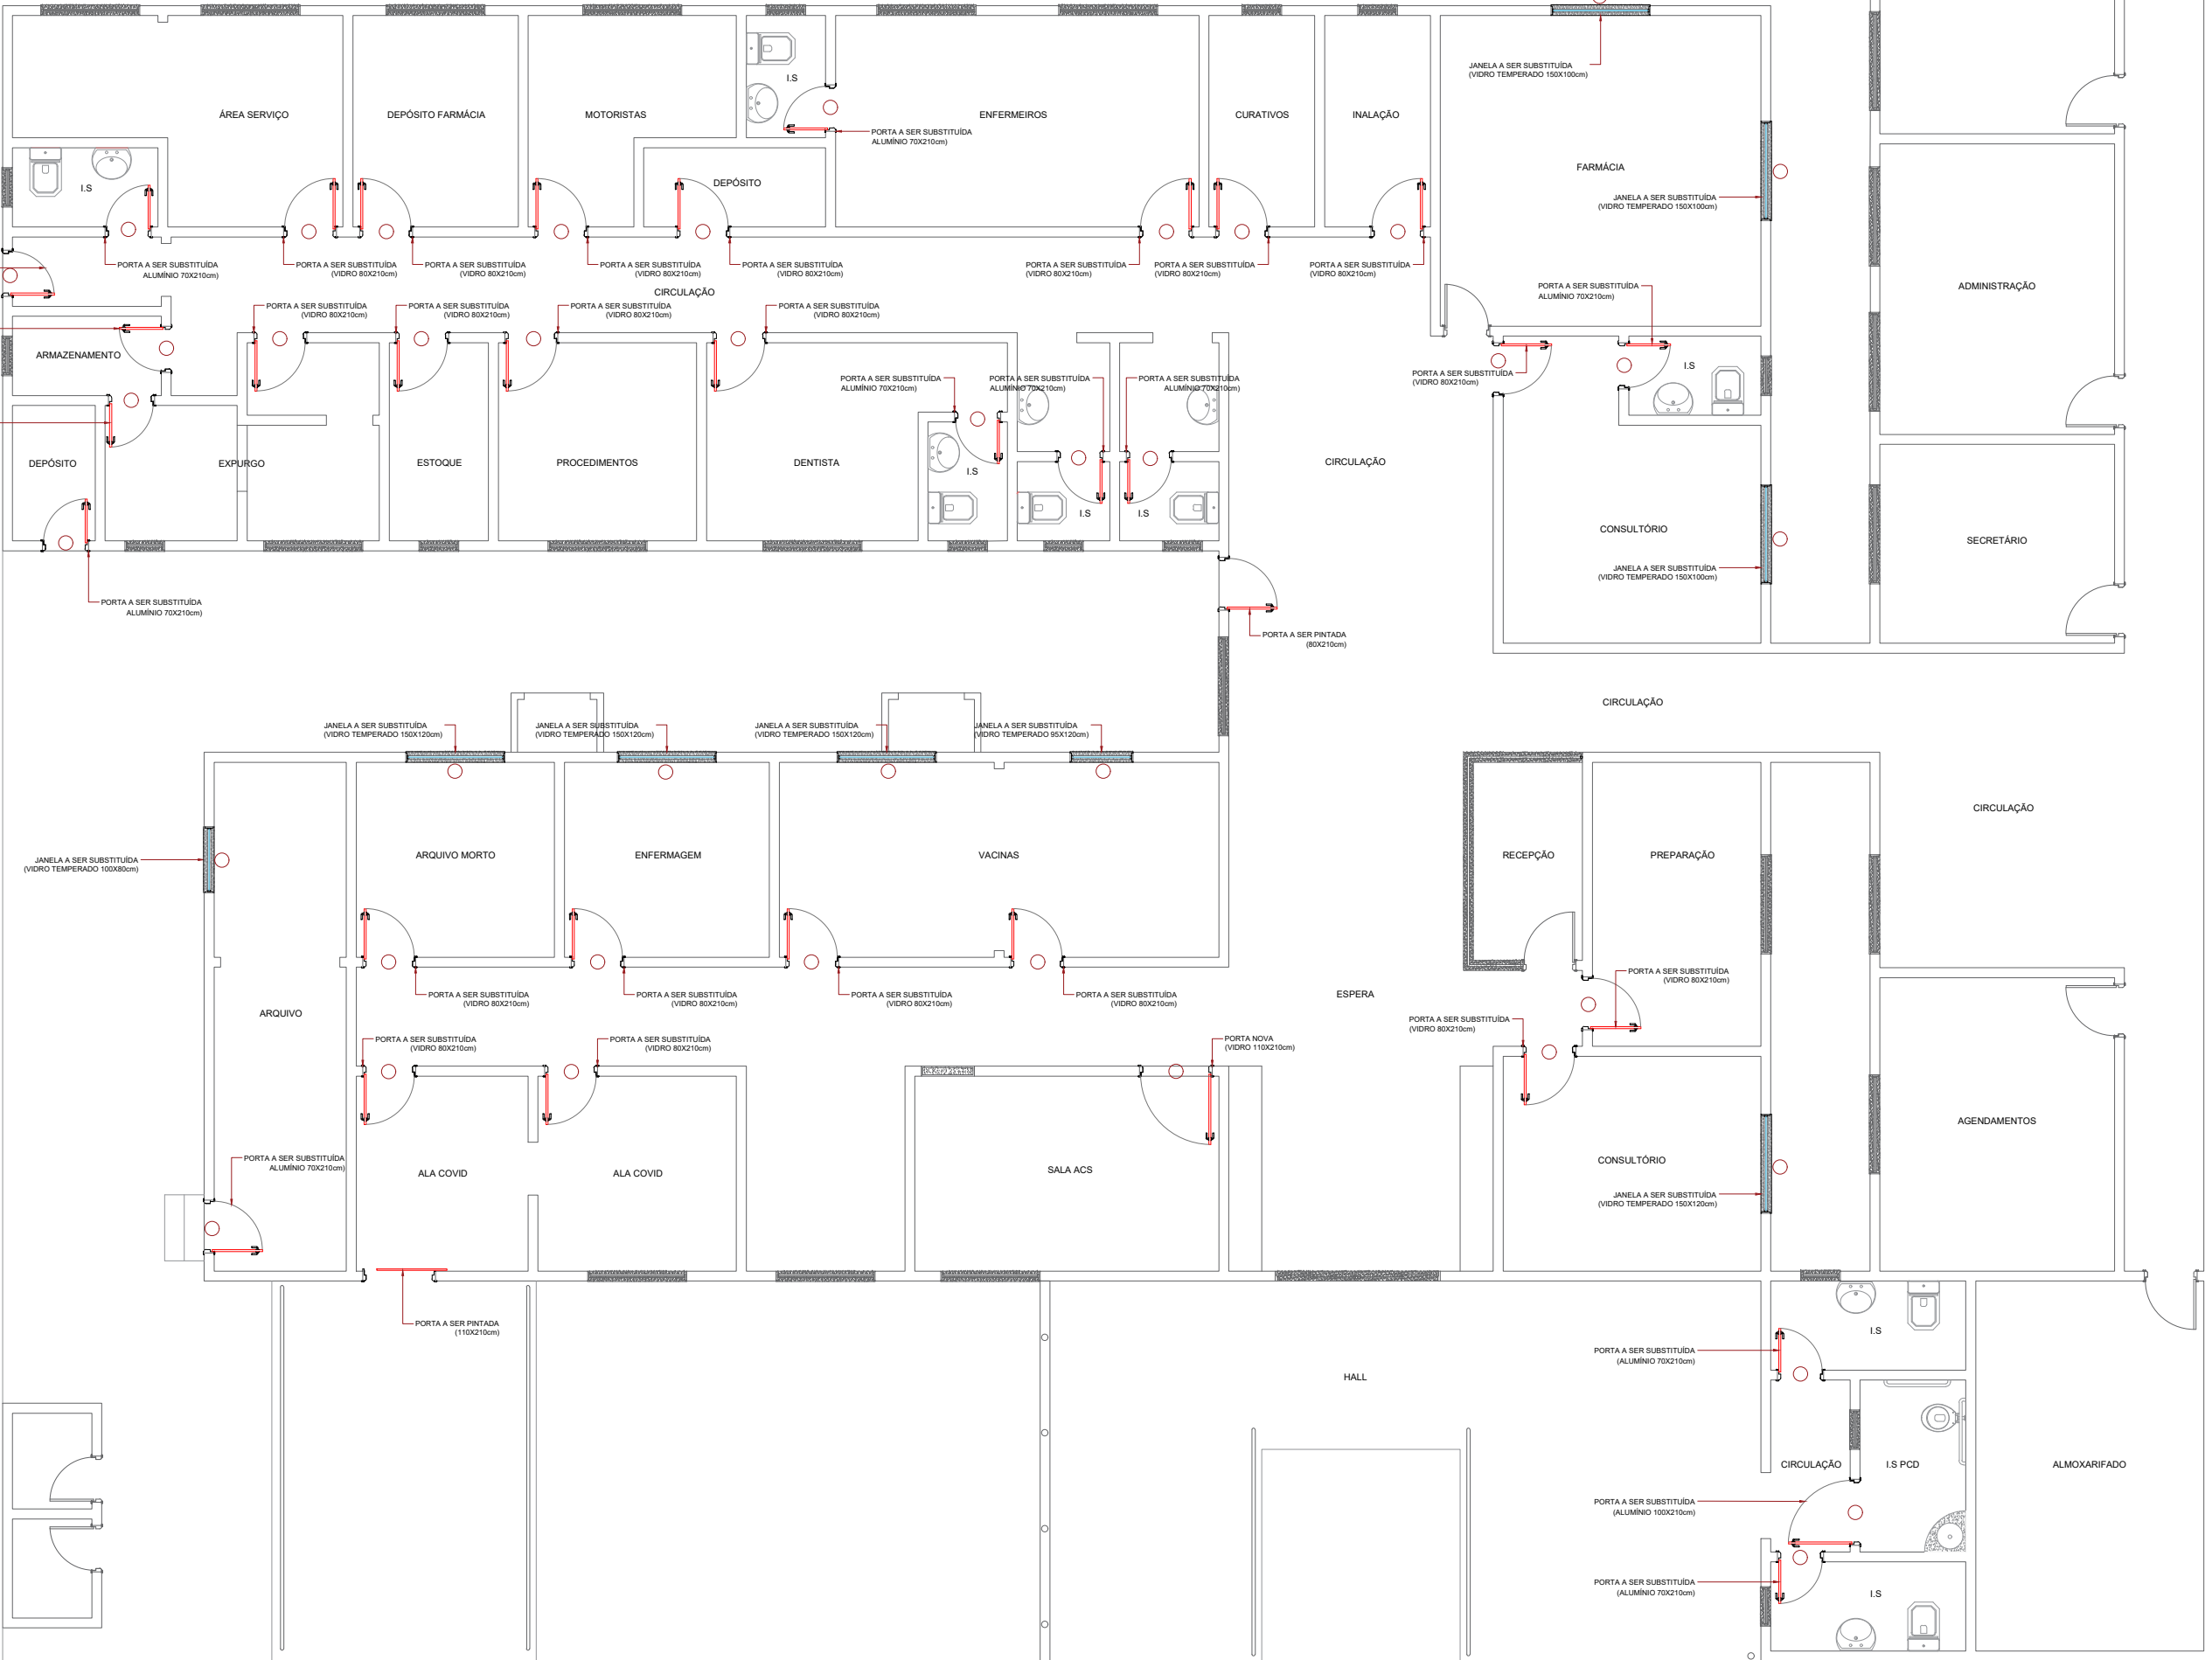 JANELA A SER SUBSTITUÍDA
(VIDRO TEMPERADO 150X100cm)
I.S
ÁREA SERVIÇO
DEPÓSITO FARMÁCIA
MOTORISTAS
ENFERMEIROS
CURATIVOS
INALAÇÃO
PORTA A SER SUBSTITUÍDA
ALUMÍNIO 70X210cm)
FARMÁCIA
DEPÓSITO
I.S
JANELA A SER SUBSTITUÍDA
(VIDRO TEMPERADO 150X100cm)
PORTA A SER SUBSTITUÍDA
ALUMÍNIO 70X210cm)
PORTA A SER SUBSTITUÍDA
(VIDRO 80X210cm)
PORTA A SER SUBSTITUÍDA
(VIDRO 80X210cm)
PORTA A SER SUBSTITUÍDA
(VIDRO 80X210cm)
PORTA A SER SUBSTITUÍDA
(VIDRO 80X210cm)
PORTA A SER SUBSTITUÍDA
(VIDRO 80X210cm)
PORTA A SER SUBSTITUÍDA
(VIDRO 80X210cm)
PORTA A SER SUBSTITUÍDA
(VIDRO 80X210cm)
CIRCULAÇÃO
PORTA A SER SUBSTITUÍDA
ALUMÍNIO 70X210cm)
ADMINISTRAÇÃO
PORTA A SER SUBSTITUÍDA
(VIDRO 80X210cm)
PORTA A SER SUBSTITUÍDA
(VIDRO 80X210cm)
PORTA A SER SUBSTITUÍDA
(VIDRO 80X210cm)
PORTA A SER SUBSTITUÍDA
(VIDRO 80X210cm)
ARMAZENAMENTO
I.S
PORTA A SER SUBSTITUÍDA
ALUMÍNIO 70X210cm)
PORTA A SER SUBSTITUÍDA
ALUMÍNIO 70X210cm)
PORTA A SER SUBSTITUÍDA
ALUMÍNIO 70X210cm)
PORTA A SER SUBSTITUÍDA
(VIDRO 80X210cm)
DEPÓSITO
EXPURGO
ESTOQUE
PROCEDIMENTOS
DENTISTA
I.S
CIRCULAÇÃO
I.S
I.S
CONSULTÓRIO
SECRETÁRIO
JANELA A SER SUBSTITUÍDA
(VIDRO TEMPERADO 150X100cm)
PORTA A SER SUBSTITUÍDA
ALUMÍNIO 70X210cm)
PORTA A SER PINTADA
(80X210cm)
CIRCULAÇÃO
JANELA A SER SUBSTITUÍDA
(VIDRO TEMPERADO 150X120cm)
JANELA A SER SUBSTITUÍDA
(VIDRO TEMPERADO 150X120cm)
JANELA A SER SUBSTITUÍDA
(VIDRO TEMPERADO 150X120cm)
JANELA A SER SUBSTITUÍDA
(VIDRO TEMPERADO 95X120cm)
CIRCULAÇÃO
JANELA A SER SUBSTITUÍDA
(VIDRO TEMPERADO 100X80cm)
ARQUIVO MORTO
ENFERMAGEM
VACINAS
RECEPÇÃO
PREPARAÇÃO
PORTA A SER SUBSTITUÍDA
(VIDRO 80X210cm)
PORTA A SER SUBSTITUÍDA
(VIDRO 80X210cm)
PORTA A SER SUBSTITUÍDA
(VIDRO 80X210cm)
PORTA A SER SUBSTITUÍDA
(VIDRO 80X210cm)
ESPERA
PORTA A SER SUBSTITUÍDA
(VIDRO 80X210cm)
ARQUIVO
PORTA A SER SUBSTITUÍDA
(VIDRO 80X210cm)
PORTA A SER SUBSTITUÍDA
(VIDRO 80X210cm)
PORTA A SER SUBSTITUÍDA
(VIDRO 80X210cm)
PORTA NOVA
(VIDRO 110X210cm)
AGENDAMENTOS
PORTA A SER SUBSTITUÍDA
ALUMÍNIO 70X210cm)
ALA COVID
ALA COVID
SALA ACS
CONSULTÓRIO
JANELA A SER SUBSTITUÍDA
(VIDRO TEMPERADO 150X120cm)
PORTA A SER PINTADA
(110X210cm)
I.S
PORTA A SER SUBSTITUÍDA
(ALUMÍNIO 70X210cm)
HALL
CIRCULAÇÃO
I.S PCD
ALMOXARIFADO
PORTA A SER SUBSTITUÍDA
(ALUMÍNIO 100X210cm)
PORTA A SER SUBSTITUÍDA
(ALUMÍNIO 70X210cm)
I.S